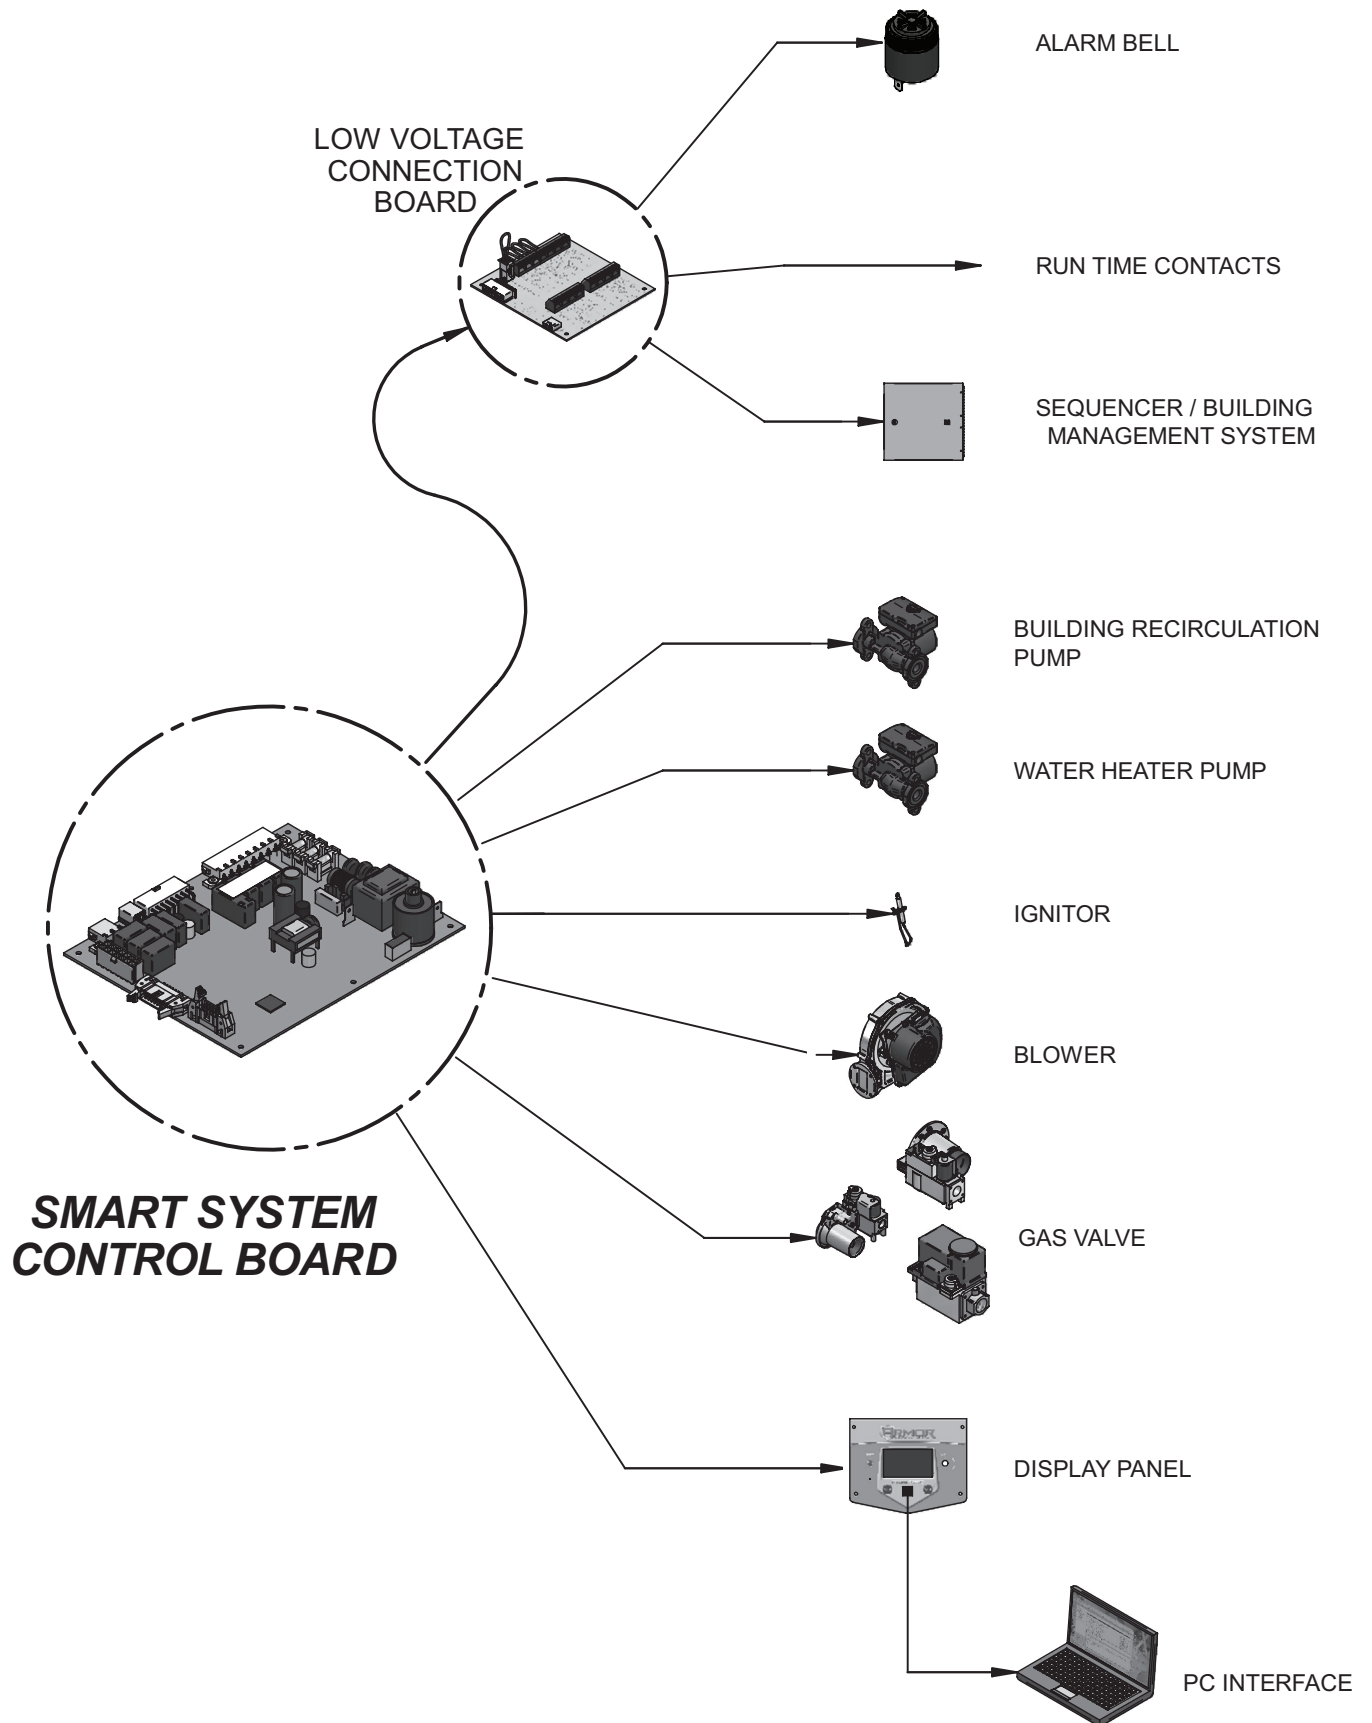 ALARM BELL
LOW VOLTAGE
CONNECTION
BOARD
RUN TIME CONTACTS
SEQUENCER / BUILDING
MANAGEMENT SYSTEM
BUILDING RECIRCULATION
PUMP
WATER HEATER PUMP
IGNITOR
BLOWER
SMART SYSTEM
CONTROL BOARD
GAS VALVE
ARMOR
DISPLAY PANEL
PC INTERFACE